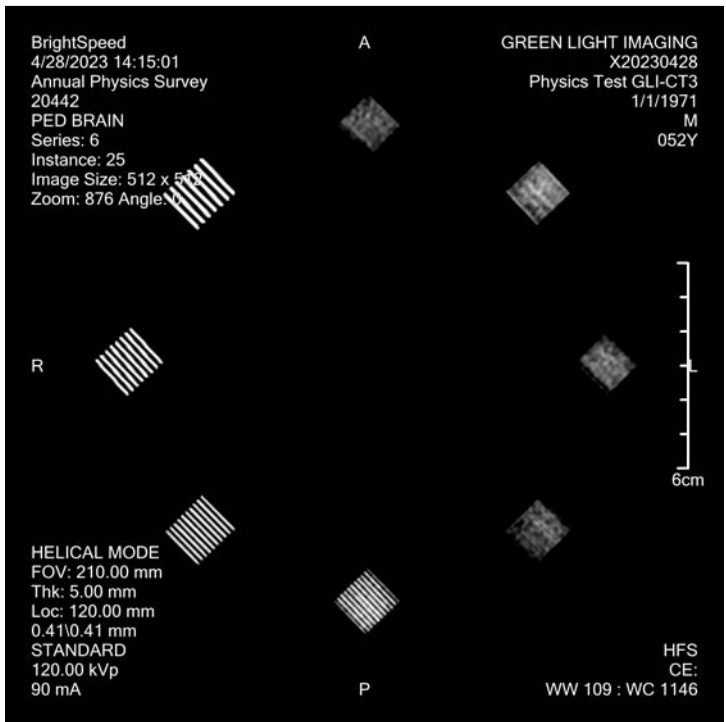 BrightSpeed
4/28/2023 14:15:01
Annual Physics Survey
20442
PED BRAIN
Series: 6
Instance: 25
Image Size: 512 x 512
Zoom: 876 Angle:
A
GREEN LIGHT IMAGING
X20230428
Physics Test GLI-CT3
1/1/1971
M
052Y
R
L
6cm
HELICAL MODE
FOV: 210.00 mm
Thk: 5.00 mm
Loc: 120.00 mm
0.41\0.41 mm
STANDARD
120.00 kVp
90 mA
P
HFS
CE:
WW 109 : WC 1146